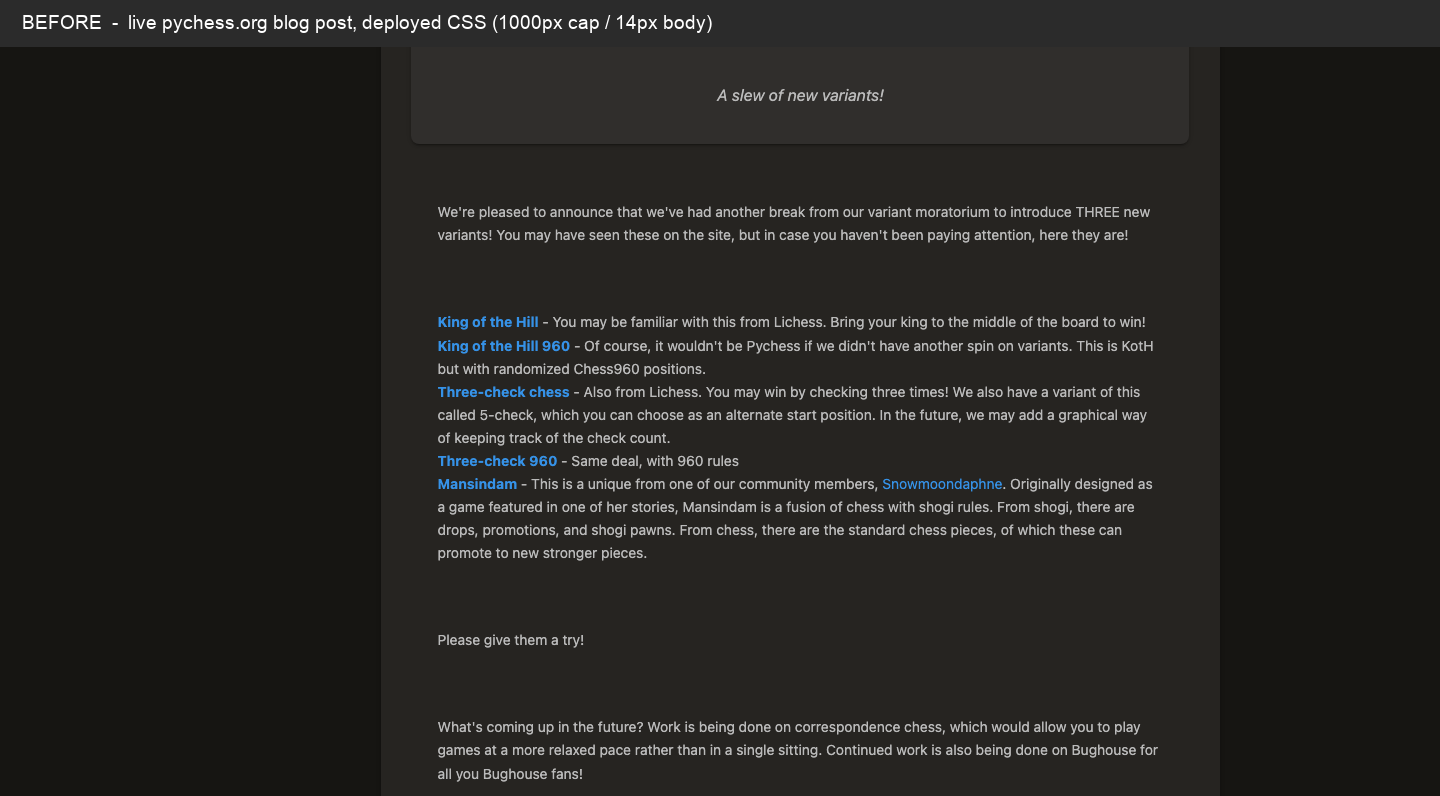 BEFORE - live pychess.org blog post, deployed CSS (1000px cap / 14px body)
A slew of new variants!
We're pleased to announce that we've had another break from our variant moratorium to introduce THREE new
variants! You may have seen these on the site, but in case you haven't been paying attention, here they are!
King of the Hill - You may be familiar with this from Lichess. Bring your king to the middle of the board to win!
King of the Hill 960 - Of course, it wouldn't be Pychess if we didn't have another spin on variants. This is KotH
but with randomized Chess960 positions.
Three-check chess - Also from Lichess. You may win by checking three times! We also have a variant of this
called 5-check, which you can choose as an alternate start position. In the future, we may add a graphical way
of keeping track of the check count.
Three-check 960 - Same deal, with 960 rules
Mansindam - This is a unique from one of our community members, Snowmoondaphne. Originally designed as
a game featured in one of her stories, Mansindam is a fusion of chess with shogi rules. From shogi, there are
drops, promotions, and shogi pawns. From chess, there are the standard chess pieces, of which these can
promote to new stronger pieces.
Please give them a try!
What's coming up in the future? Work is being done on correspondence chess, which would allow you to play
games at a more relaxed pace rather than in a single sitting. Continued work is also being done on Bughouse for
all you Bughouse fans!